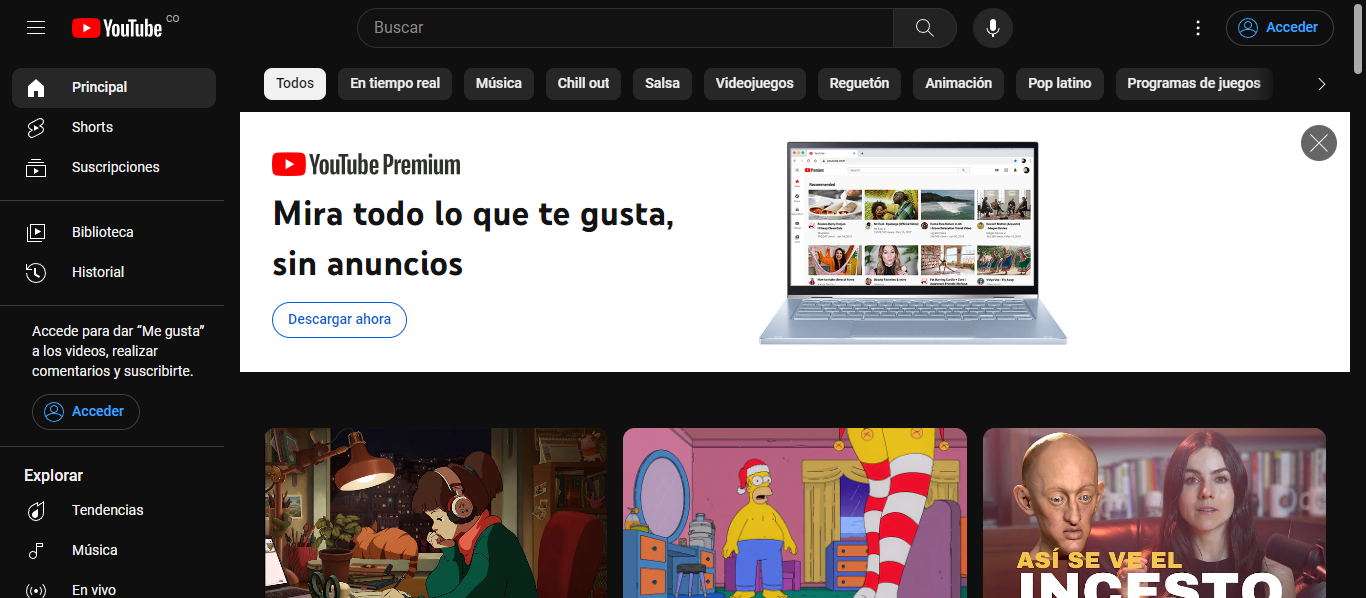 YouTube CO
Buscar
Acceder
Principal
Shorts
Suscripciones
Biblioteca
Historial
Accede para dar “Me gusta”
a los videos, realizar
comentarios y suscribirte.
Acceder
Explorar
Tendencias
Música
En vivo
Todos
En tiempo real
Música
Chill out
Salsa
Videojuegos
Reguetón
Animación
Pop latino
Programas de juegos
YouTube Premium
Mira todo lo que te gusta,
sin anuncios
Descargar ahora
Premium
Recommended
ASÍ SE VE EL
INCESTO